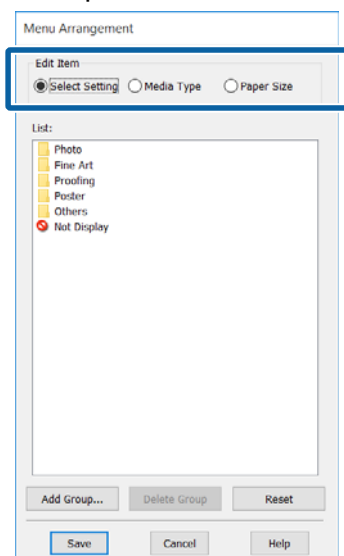 Menu Arrangement
Edit Item
Select Setting Media Type Paper Size
List:
Photo
Fine Art
Proofing
Poster
Others
Not Display
Add Group... Delete Group Reset
Save Cancel Help